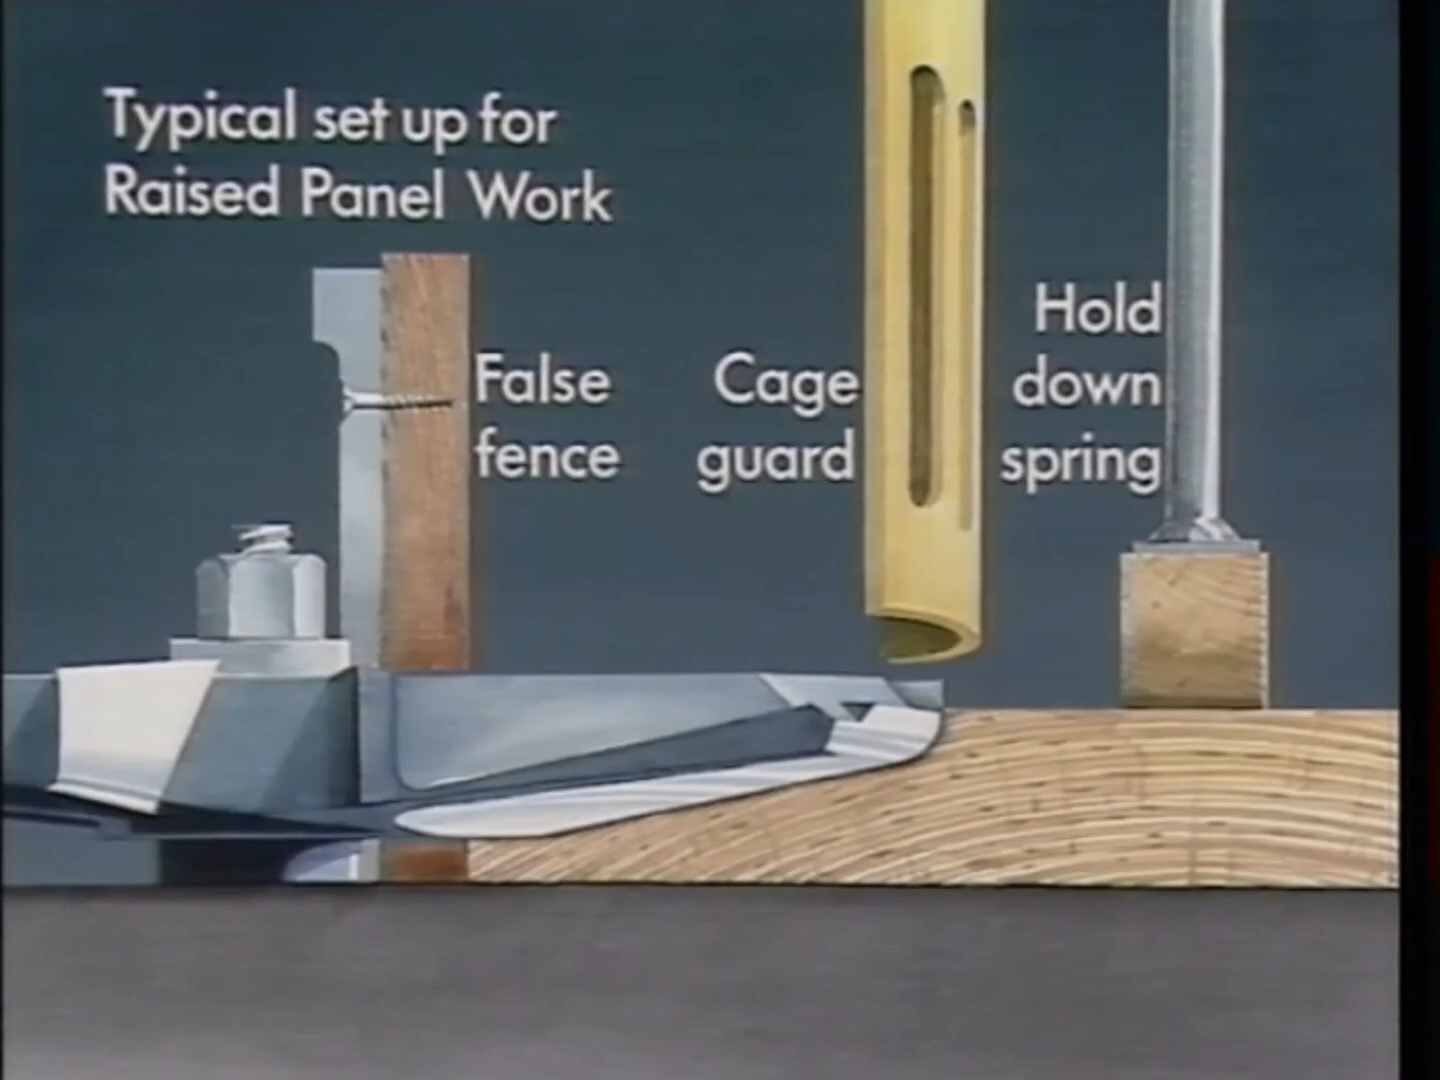 Typical set up for
Raised Panel Work
False
fence
Cage
guard
Hold
down
spring